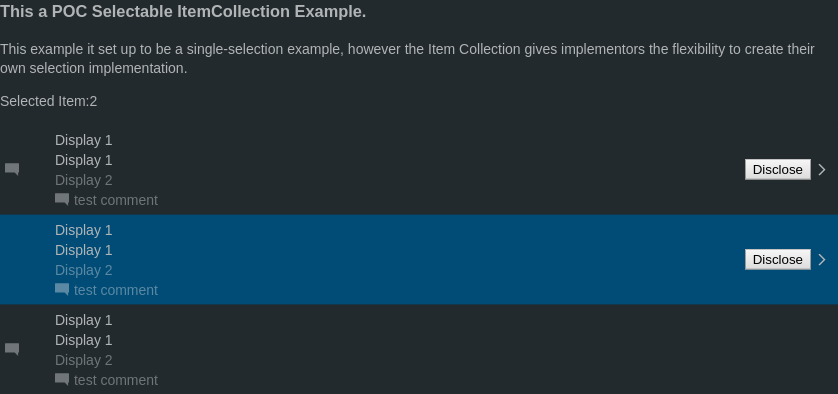 This a POC Selectable ItemCollection Example.
This example it set up to be a single-selection example, however the Item Collection gives implementors the flexibility to create their
own selection implementation.
Selected Item:2
Display 1
Display 1
Disclose
Display 2
test comment
Display 1
Display 1
Disclose
Display 2
test comment
Display 1
Display 1
Display 2
test comment